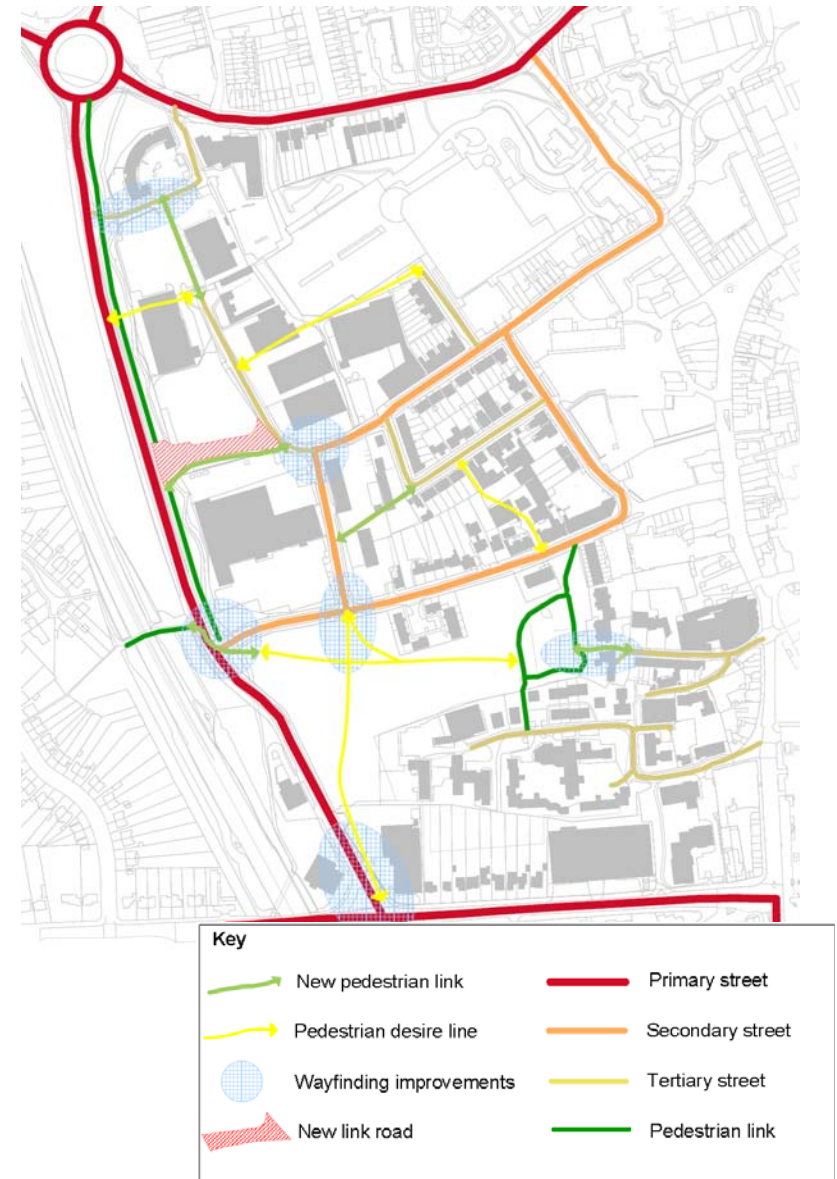 Key
New pedestrian link
Primary street
Pedestrian desire line
Secondary street
Wayfinding improvements
Tertiary street
New link road
Pedestrian link